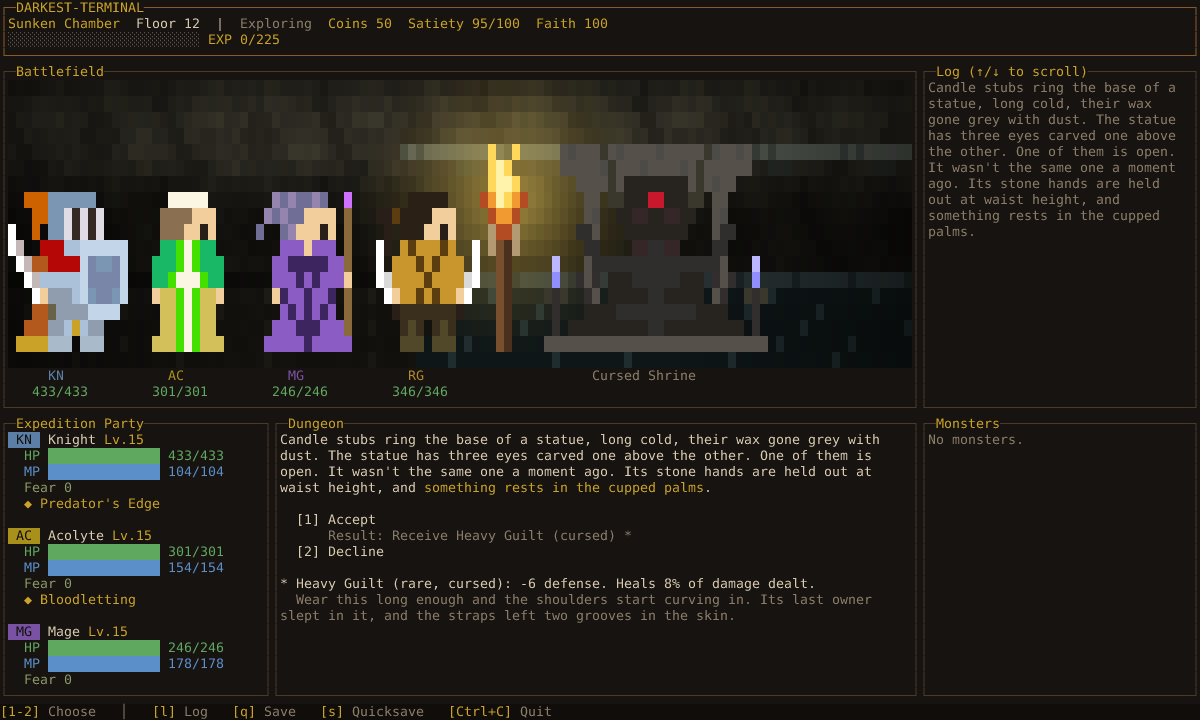 DARKEST-TERMINAL
Sunken Chamber  Floor 12  |  Exploring  Coins 50  Satiety 95/100  Faith 100
EXP 0/225
Battlefield
KN AC MG RG Cursed Shrine
433/433 301/301 246/246 346/346
Log (↑/↓ to scroll)
Candle stubs ring the base of a
statue, long cold, their wax
gone grey with dust. The statue
has three eyes carved one above
the other. One of them is open.
It wasn't the same one a moment
ago. Its stone hands are held
out at waist height, and
something rests in the cupped
palms.
Expedition Party
KN Knight Lv.15
HP 433/433
MP 104/104
Fear 0
◆ Predator's Edge
AC Acolyte Lv.15
HP 301/301
MP 154/154
Fear 0
◆ Bloodletting
MG Mage Lv.15
HP 246/246
MP 178/178
Fear 0
Dungeon
Candle stubs ring the base of a statue, long cold, their wax gone grey with
dust. The statue has three eyes carved one above the other. One of them is
open. It wasn't the same one a moment ago. Its stone hands are held out at
waist height, and something rests in the cupped palms.
[1] Accept
Result: Receive Heavy Guilt (cursed) *
[2] Decline
* Heavy Guilt (rare, cursed): -6 defense. Heals 8% of damage dealt.
Wear this long enough and the shoulders start curving in. Its last owner
slept in it, and the straps left two grooves in the skin.
Monsters
No monsters.
[1-2] Choose  │  [l] Log  [q] Save  [s] Quicksave  [Ctrl+C] Quit